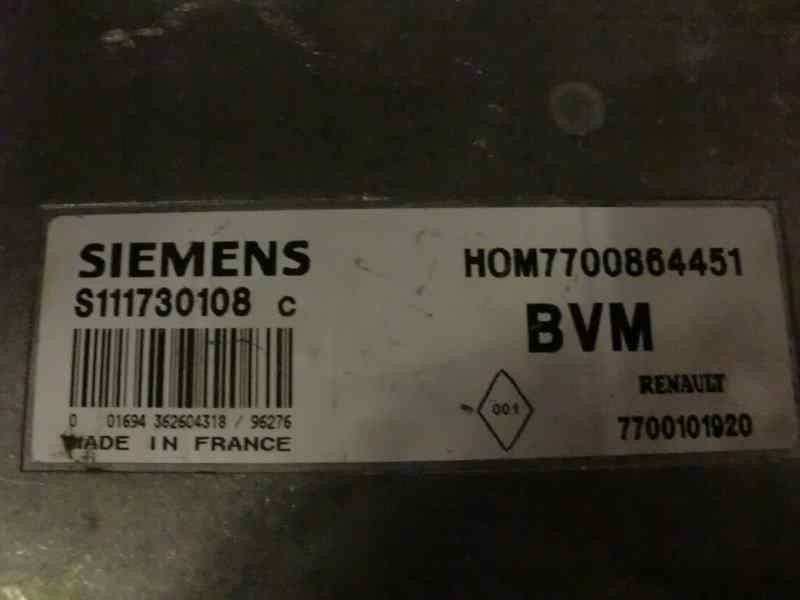 SIEMENS
S111730108 C
0 01694 362604318 / 96276
MADE IN FRANCE
HOM7700864451
BVM
RENAULT
001
7700101920